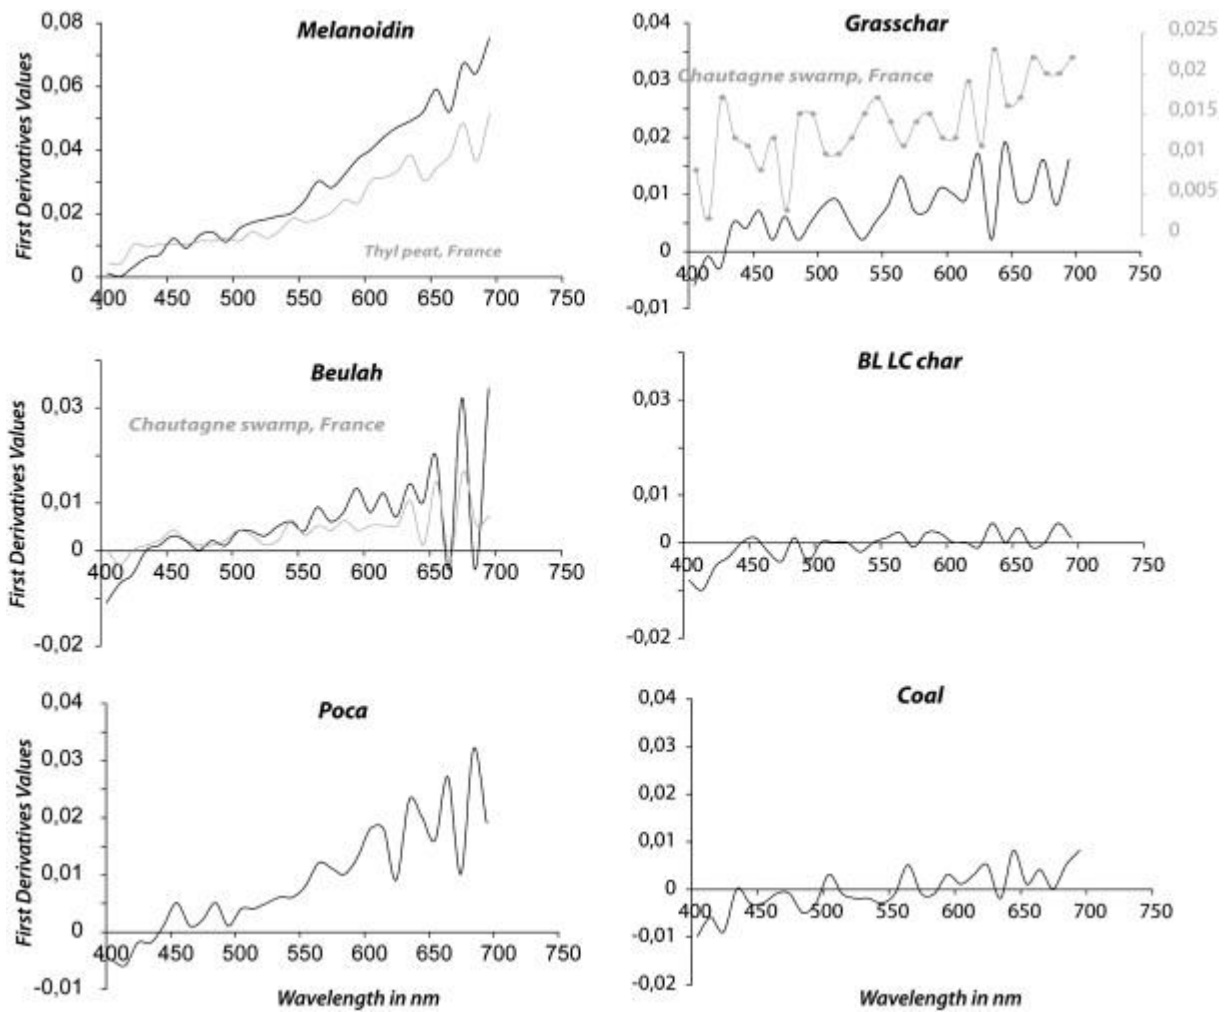 Melanoidin
First Derivatives Values
0,08
0,06
0,04
0,02
0
400 450 500 550 600 650 700 750
Thyl peat, France
Grasschar
Chautagne swamp, France
0,04
0,03
0,02
0,01
0
-0,01
400 450 500 550 600 650 700 750
0,025
0,02
0,015
0,01
0,005
0
Beulah
Chautagne swamp, France
First Derivatives Values
0,03
0,01
0
-0,02
400 450 500 550 600 650 700 750
BL LC char
0,03
0,01
0
-0,02
400 450 500 550 600 650 700 750
Poca
First Derivatives Values
0,04
0,03
0,02
0,01
0
-0,01
400 450 500 550 600 650 700 750
Wavelength in nm
Coal
0,04
0,03
0,02
0,01
0
-0,01
-0,02
400 450 500 550 600 650 700 750
Wavelength in nm